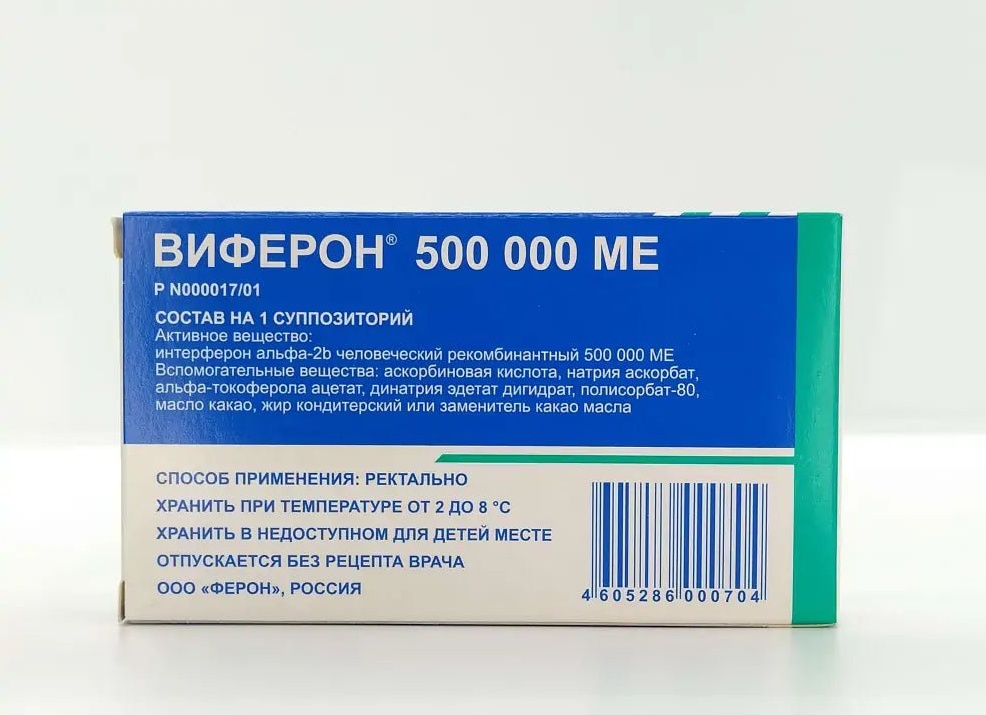 ВИФЕРОН® 500 000 МЕ
Р N000017/01
СОСТАВ НА 1 СУППОЗИТОРИЙ
Активное вещество:
интерферон альфа-2b человеческий рекомбинантный 500 000 МЕ
Вспомогательные вещества: аскорбиновая кислота, натрия аскорбат,
альфа-токоферола ацетат, динатрия эдетат дигидрат, полисорбат-80,
масло какао, жир кондитерский или заменитель какао масла
СПОСОБ ПРИМЕНЕНИЯ: РЕКТАЛЬНО
ХРАНИТЬ ПРИ ТЕМПЕРАТУРЕ ОТ 2 ДО 8 °С
ХРАНИТЬ В НЕДОСТУПНОМ ДЛЯ ДЕТЕЙ МЕСТЕ
ОТПУСКАЕТСЯ БЕЗ РЕЦЕПТА ВРАЧА
ООО «ФЕРОН», РОССИЯ
4 605286 000704